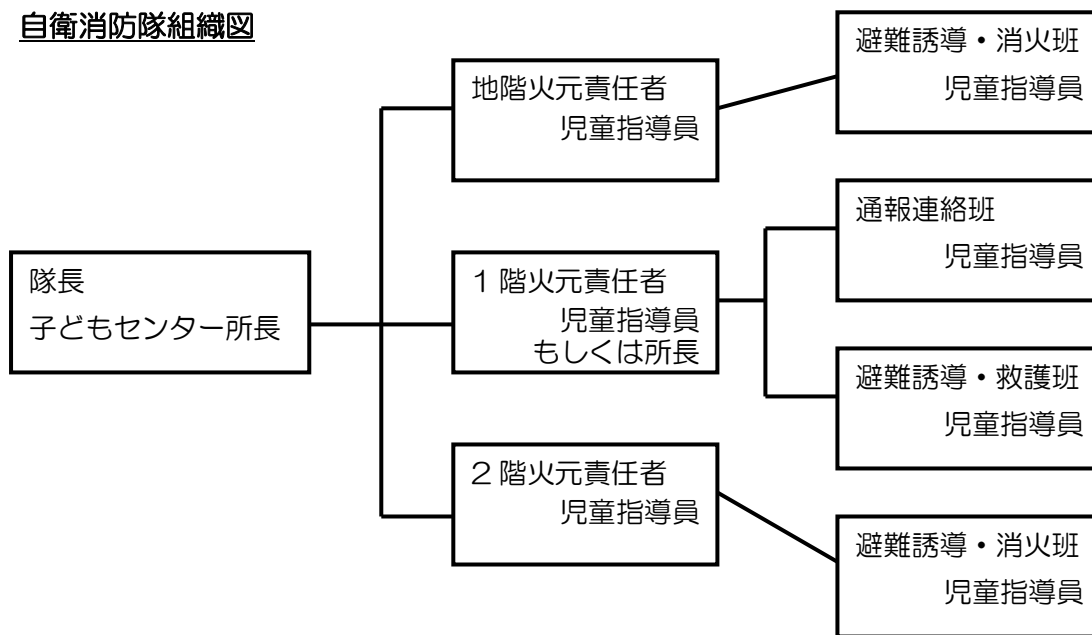 自衛消防隊組織図
隊長
子どもセンター所長
地階火元責任者
児童指導員
1階火元責任者
児童指導員
もしくは所長
2階火元責任者
児童指導員
避難誘導・消火班
児童指導員
通報連絡班
児童指導員
避難誘導・救護班
児童指導員
避難誘導・消火班
児童指導員